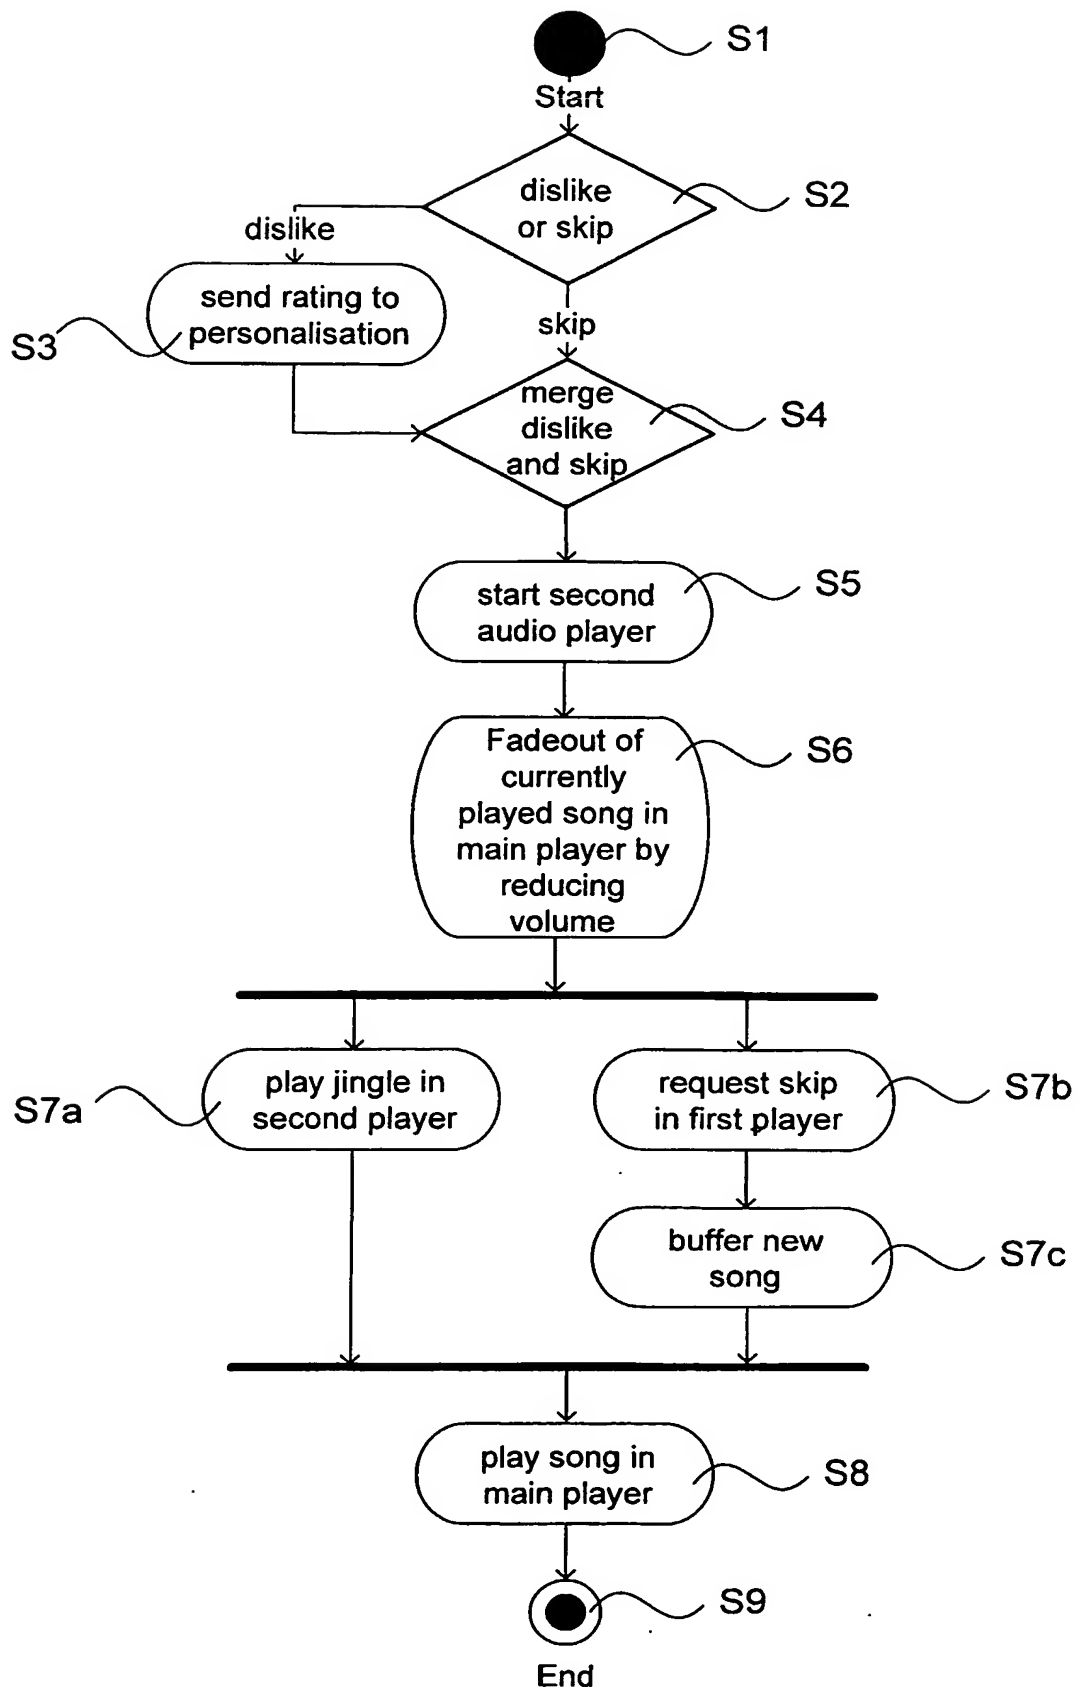 S1
Start
dislike
or skip
S2
dislike
send rating to
personalisation
S3
skip
merge
dislike
and skip
S4
start second
audio player
S5
Fadeout of
currently
played song in
main player by
reducing
volume
S6
play jingle in
second player
S7a
request skip
in first player
S7b
buffer new
song
S7c
play song in
main player
S8
S9
End